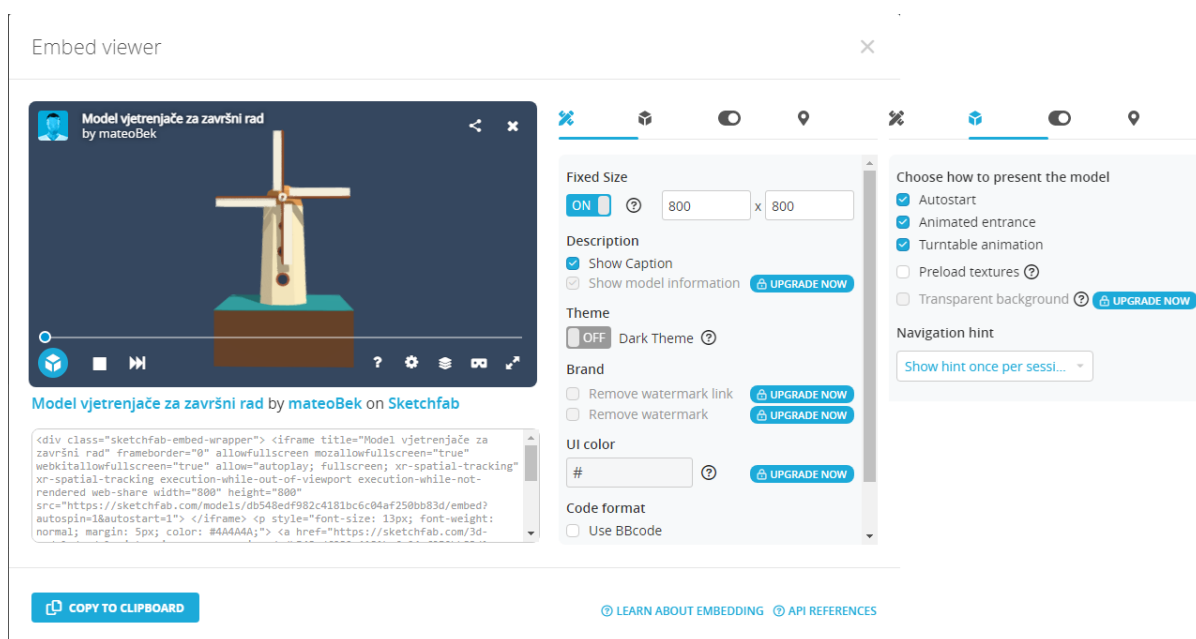 Embed viewer
Model vjetrenjače za završni rad
by mateoBek
Model vjetrenjače za završni rad by mateoBek on Sketchfab
<div class="sketchfab-embed-wrapper"> <iframe title="Model vjetrenjače za
završni rad" frameborder="0" allowfullscreen mozallowfullscreen="true"
webkitallowfullscreen="true" allow="autoplay; fullscreen; xr-spatial-tracking"
xr-spatial-tracking execution-while-out-of-viewport execution-while-not-
rendered web-share width="800" height="800"
src="https://sketchfab.com/models/db548edf982c4181bc6c04af250bb83d/embed?
autospin=1&autostart=1"> </iframe> <p style="font-size: 13px; font-weight:
normal; margin: 5px; color: #4A4A4A;"> <a href="https://sketchfab.com/3d-
COPY TO CLIPBOARD
Fixed Size
ON ? 800 x 800
Description
Show Caption
Show model information UPGRADE NOW
Theme
OFF Dark Theme ?
Brand
Remove watermark link UPGRADE NOW
Remove watermark UPGRADE NOW
UI color
# ? UPGRADE NOW
Code format
Use BBcode
? LEARN ABOUT EMBEDDING ? API REFERENCES
Choose how to present the model
Autostart
Animated entrance
Turntable animation
Preload textures ?
Transparent background ? UPGRADE NOW
Navigation hint
Show hint once per sessi...